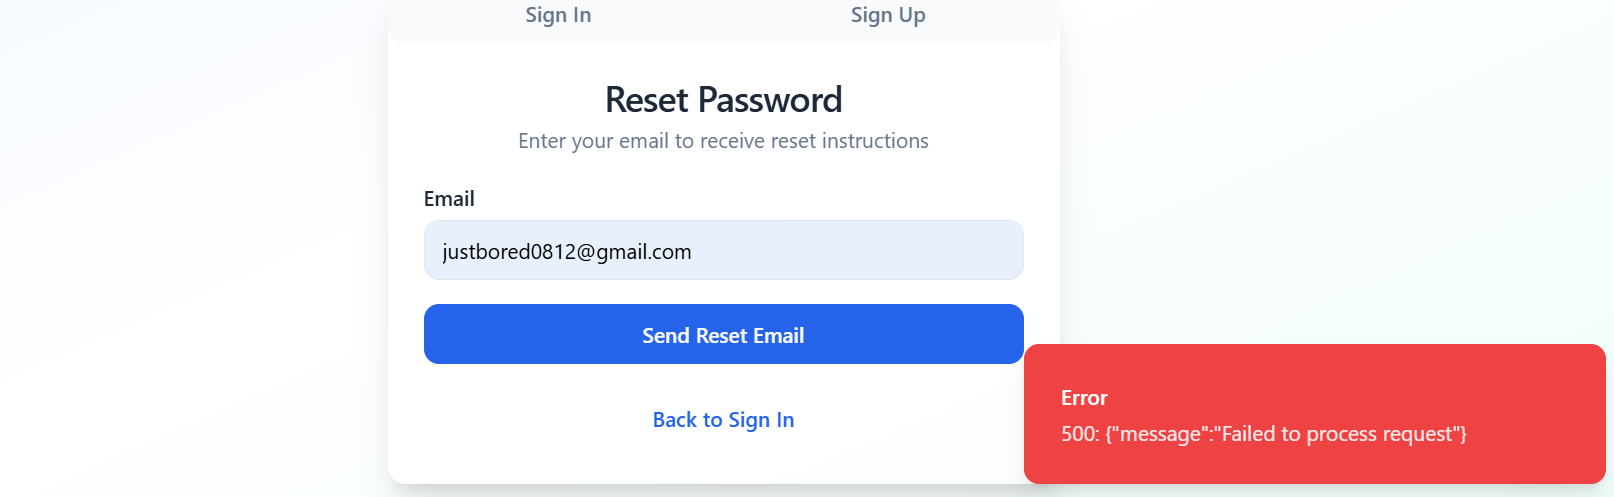 Sign In
Sign Up
Reset Password
Enter your email to receive reset instructions
Email
justbored0812@gmail.com
Send Reset Email
Back to Sign In
Error
500: {"message":"Failed to process request"}